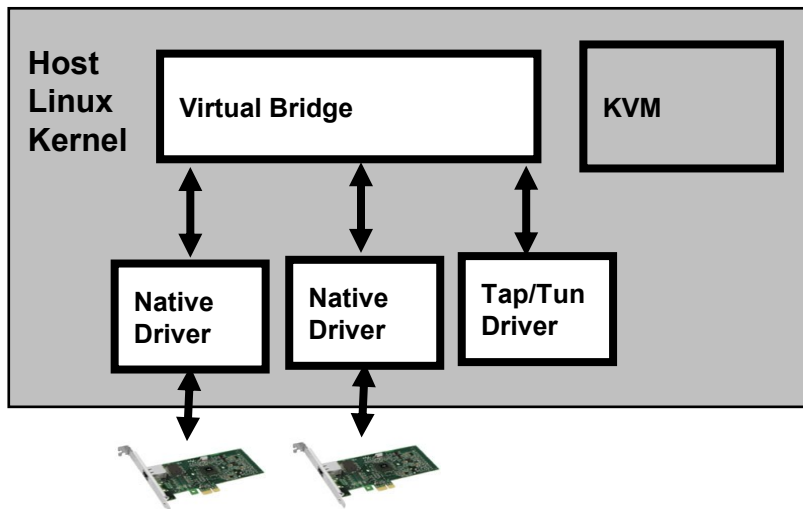 Host
Linux
Kernel
Virtual Bridge
KVM
Native
Driver
Native
Driver
Tap/Tun
Driver